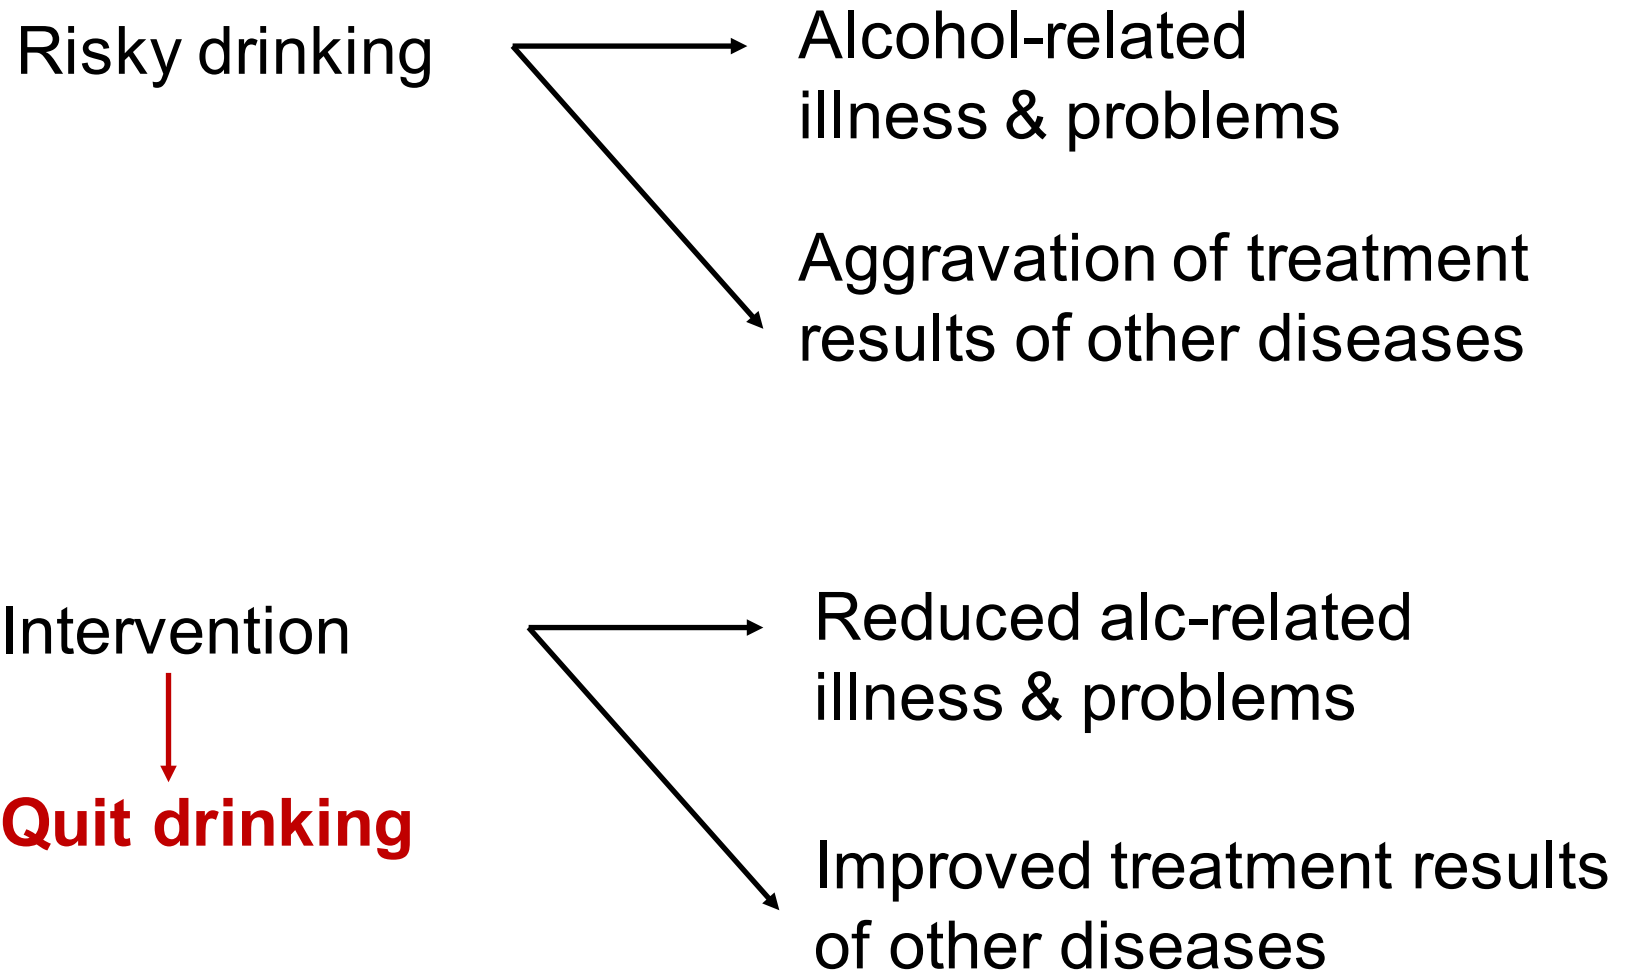 Risky drinking
Alcohol-related
illness & problems
Aggravation of treatment
results of other diseases
Intervention
Quit drinking
Reduced alc-related
illness & problems
Improved treatment results
of other diseases